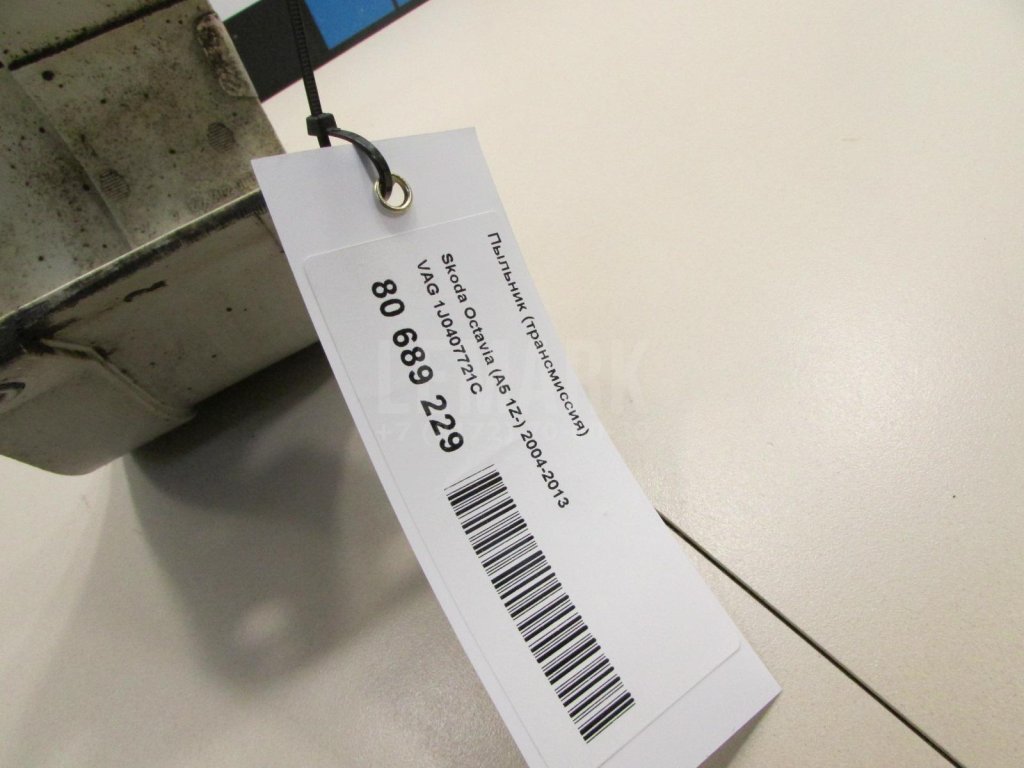 Пыльник (трансмиссия)
Skoda Octavia (A5 1Z-) 2004-2013
VAG 1J0407721C
80 689 229